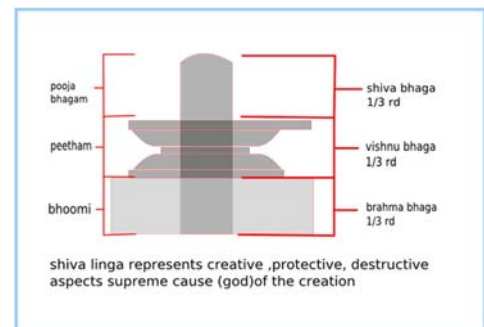 pooja
bhagam
shiva bhaga
1/3 rd
peetham
vishnu bhaga
1/3 rd
bhoomi
brahma bhaga
1/3 rd
shiva linga represents creative ,protective, destructive
aspects supreme cause (god)of the creation